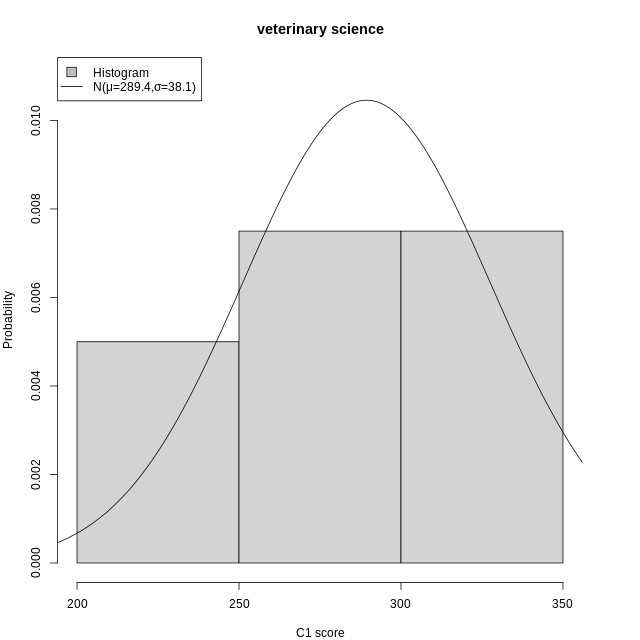 veterinary science
Histogram
N(μ=289.4,σ=38.1)
0.010
0.008
0.006
0.004
0.002
0.000
Probability
200 250 300 350
C1 score